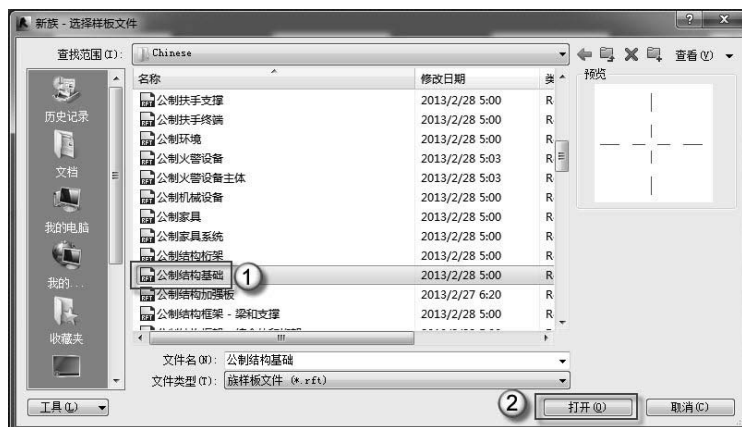 新族 - 选择样板文件
查找范围(I): Chinese 查看(V)
名称 修改日期 类 预览
公制扶手支撑 2013/2/28 5:00 R
公制扶手终端 2013/2/28 5:00 R
公制环境 2013/2/28 5:00 R
公制火警设备 2013/2/28 5:03 R
公制火警设备主体 2013/2/28 5:03 R
公制机械设备 2013/2/28 5:00 R
公制家具 2013/2/28 5:00 R
公制家具系统 2013/2/28 5:00 R
公制结构桁架 2013/2/28 5:00 R
公制结构基础 ① 2013/2/28 5:00 R
公制结构加强板 2013/2/27 6:20 R
公制结构框架 - 梁和支撑 2013/2/28 5:00 R
历史记录
文档
我的电脑
我的...
收藏夹
文件名(N): 公制结构基础
文件类型(T): 族样板文件 (*.rft)
工具(L) ② 打开(O) 取消(C)